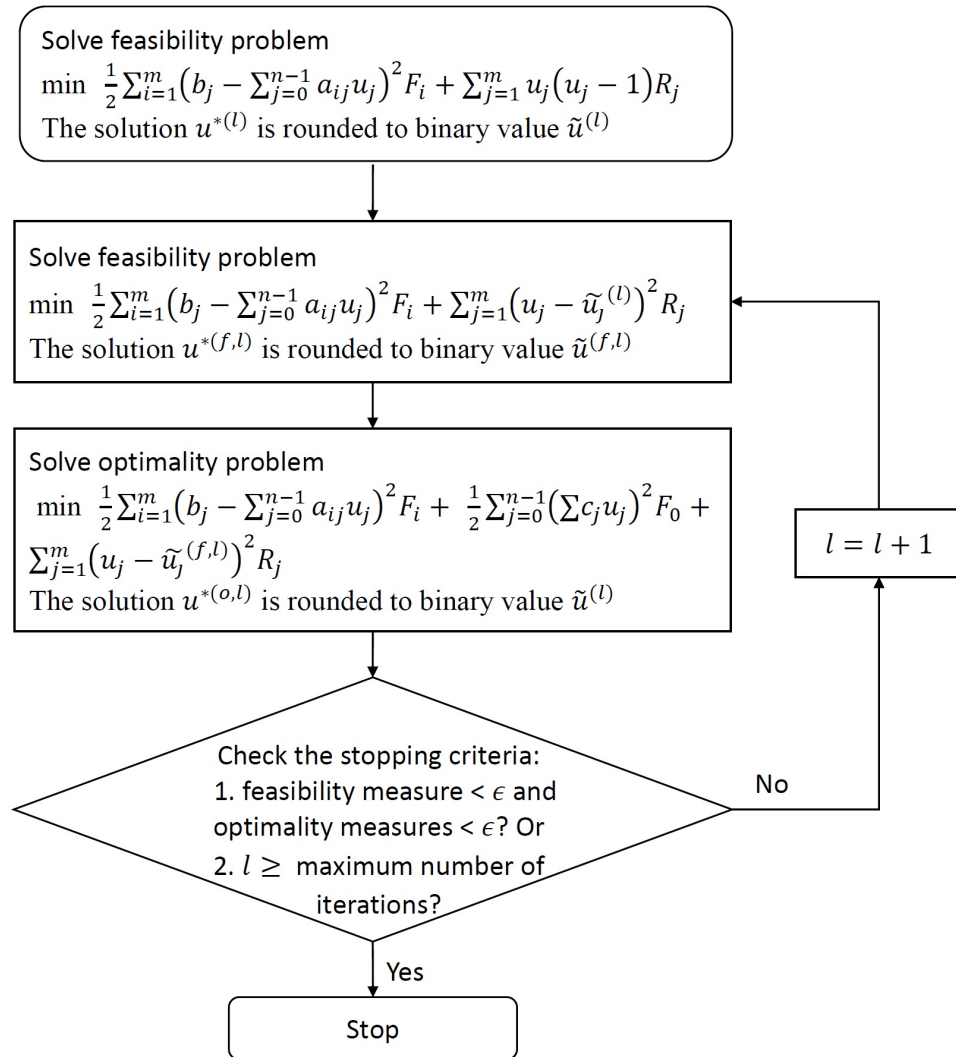 Solve feasibility problem
min ½∑ᵢ₌₁ᵐ(bⱼ − ∑ⱼ₌₀ⁿ⁻¹ aᵢⱼuⱼ)²Fᵢ + ∑ⱼ₌₁ᵐ uⱼ(uⱼ − 1)Rⱼ
The solution u*⁽ˡ⁾ is rounded to binary value ũ⁽ˡ⁾
Solve feasibility problem
min ½∑ᵢ₌₁ᵐ(bⱼ − ∑ⱼ₌₀ⁿ⁻¹ aᵢⱼuⱼ)²Fᵢ + ∑ⱼ₌₁ᵐ(uⱼ − ũⱼ⁽ˡ⁾)²Rⱼ
The solution u*⁽ᶠ,ˡ⁾ is rounded to binary value ũ⁽ᶠ,ˡ⁾
Solve optimality problem
min ½∑ᵢ₌₁ᵐ(bⱼ − ∑ⱼ₌₀ⁿ⁻¹ aᵢⱼuⱼ)²Fᵢ + ½∑ⱼ₌₀ⁿ⁻¹(∑cⱼuⱼ)²F₀ +
∑ⱼ₌₁ᵐ(uⱼ − ũⱼ⁽ᶠ,ˡ⁾)²Rⱼ
The solution u*⁽ᵒ,ˡ⁾ is rounded to binary value ũ⁽ˡ⁾
l = l + 1
Check the stopping criteria:
1. feasibility measure < ϵ and
optimality measures < ϵ? Or
2. l ≥ maximum number of
iterations?
No
Yes
Stop